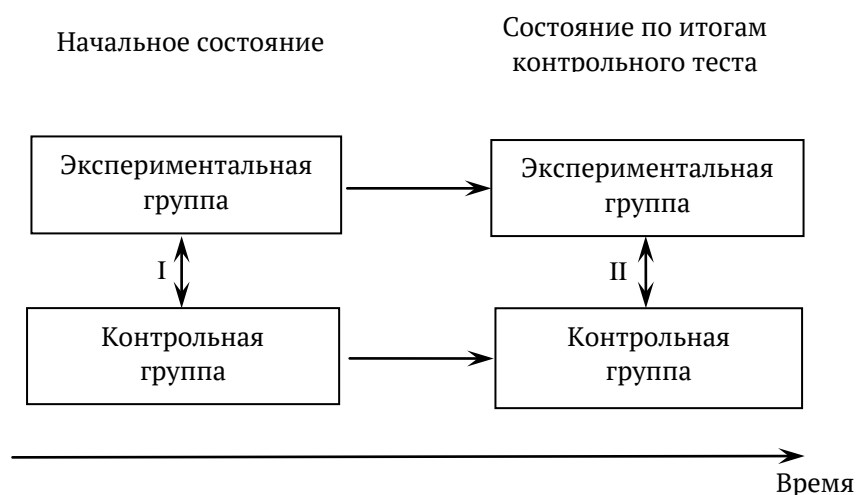 Начальное состояние
Состояние по итогам
контрольного теста
Экспериментальная
группа
Экспериментальная
группа
I
II
Контрольная
группа
Контрольная
группа
Время